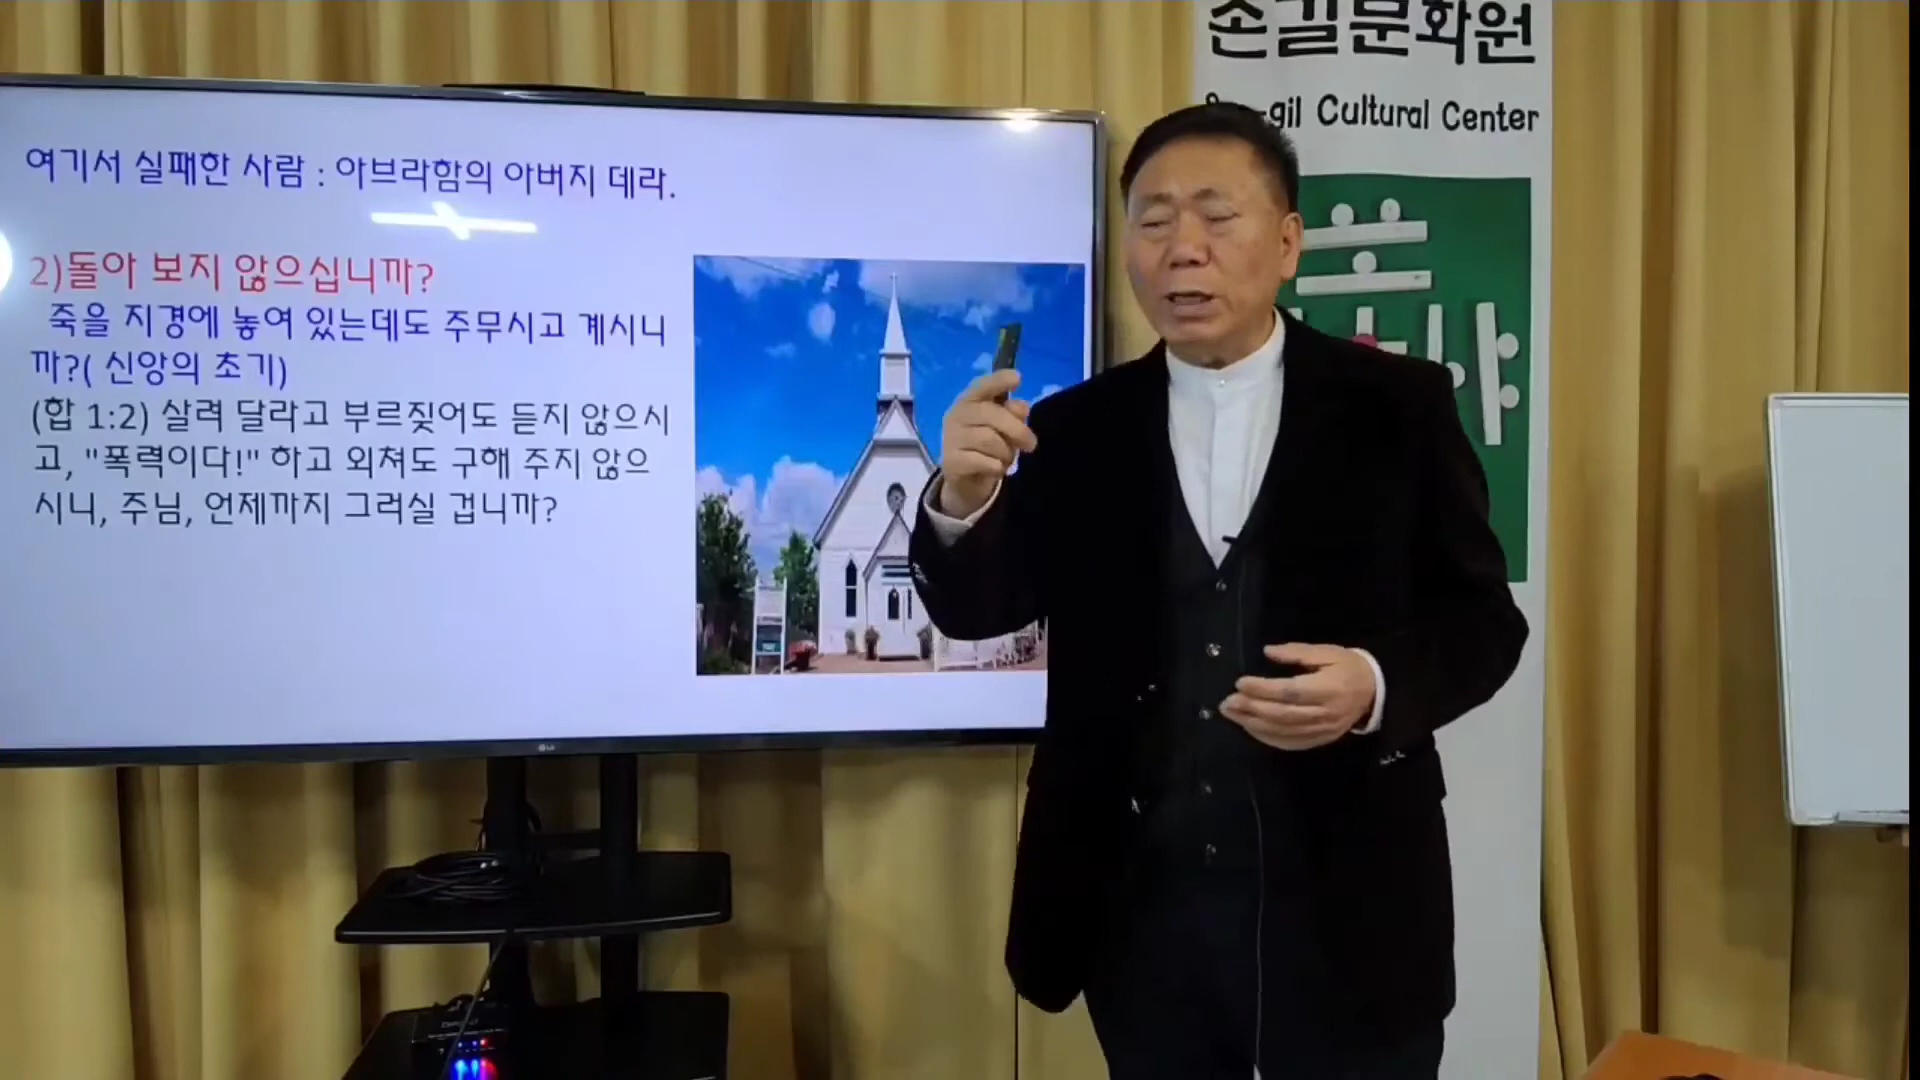 손길문화원
-gil Cultural Center
여기서 실패한 사람 : 아브라함의 아버지 데라.
2)돌아 보지 않으십니까?
죽을 지경에 놓여 있는데도 주무시고 계시니
까?( 신앙의 초기)
(합 1:2) 살려 달라고 부르짖어도 듣지 않으시
고, "폭력이다!" 하고 외쳐도 구해 주지 않으
시니, 주님, 언제까지 그러실 겁니까?
LG